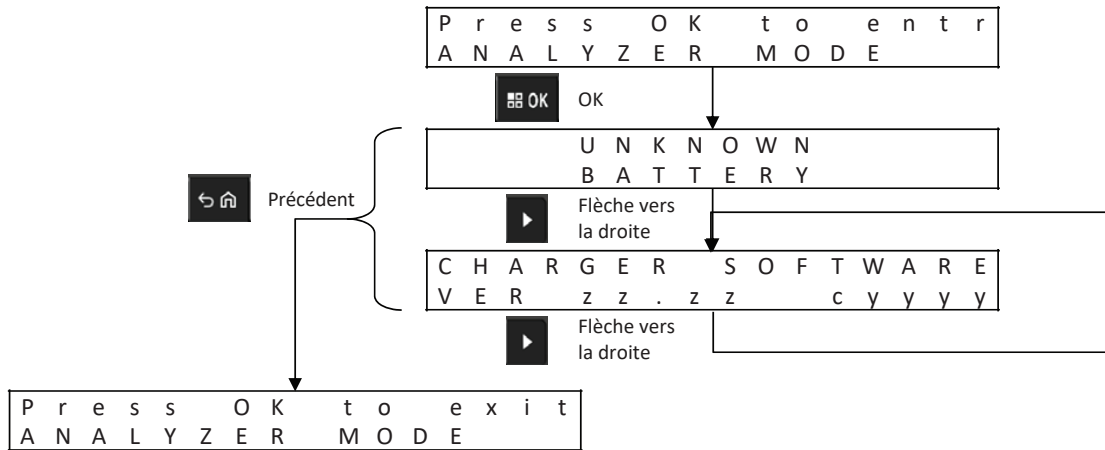 Press OK to entr
ANALYZER MODE
OK OK
UNKNOWN
BATTERY
Précédent
Flèche vers
la droite
CHARGER SOFTWARE
VER zz.zz cyyyy
Flèche vers
la droite
Press OK to exit
ANALYZER MODE